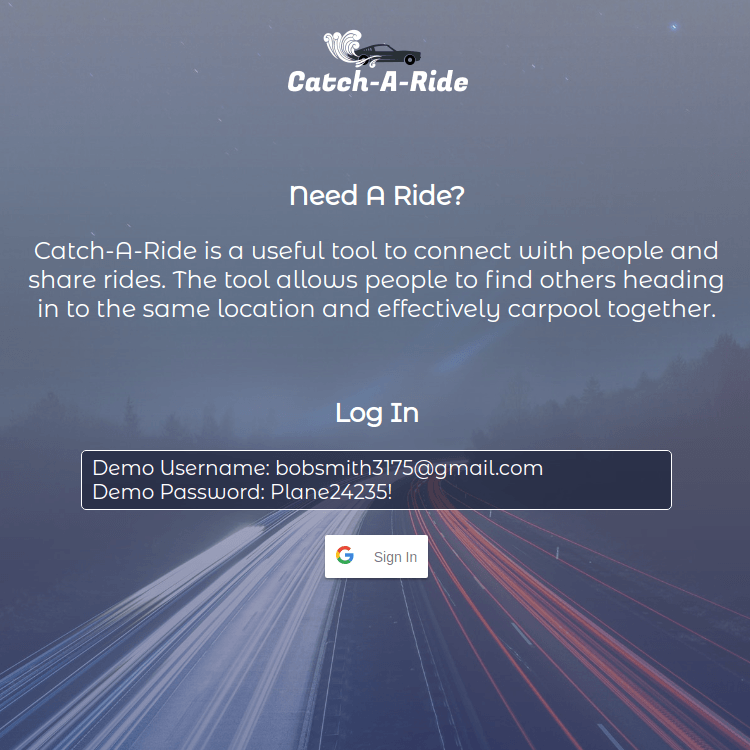 Catch-A-Ride
Need A Ride?
Catch-A-Ride is a useful tool to connect with people and
share rides. The tool allows people to find others heading
in to the same location and effectively carpool together.
Log In
Demo Username: bobsmith3175@gmail.com
Demo Password: Plane24235!
Sign In